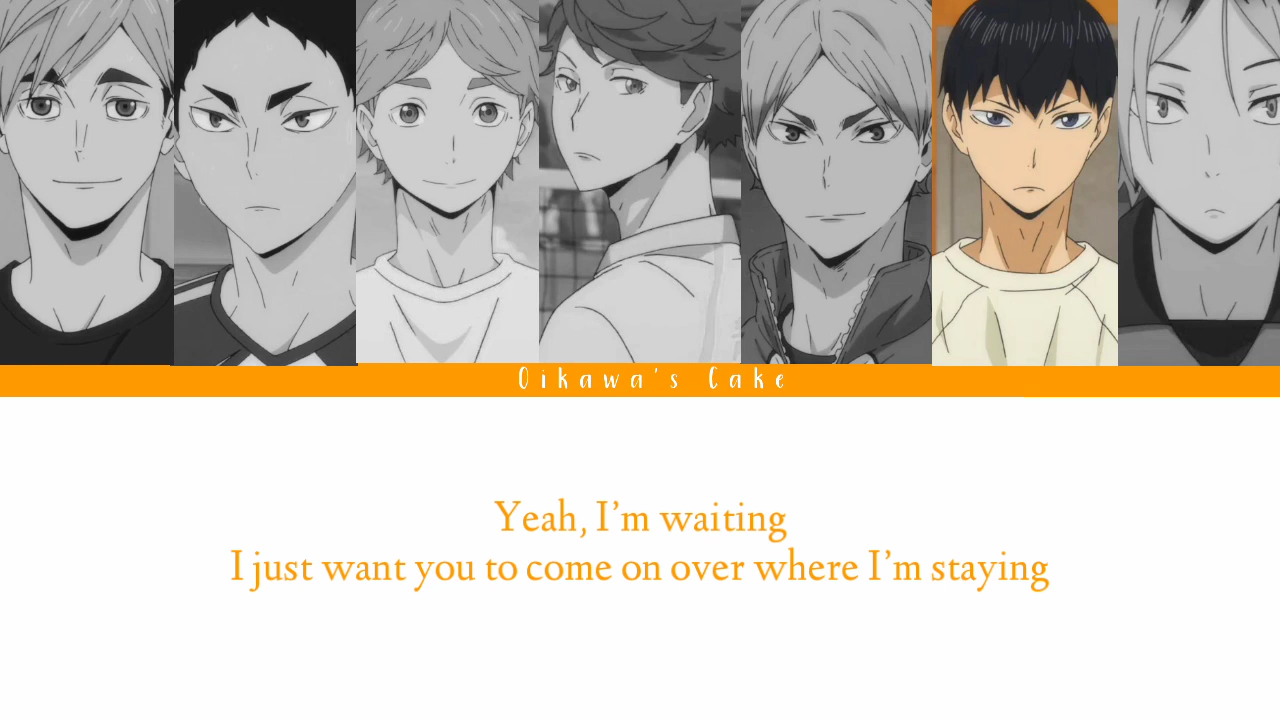 Oikawa's Cake
Yeah, I'm waiting
I just want you to come on over where I'm staying